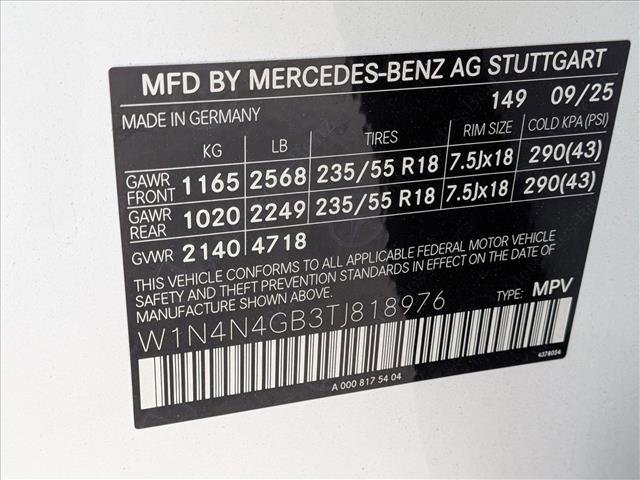 MFD BY MERCEDES-BENZ AG STUTTGART
149 09/25
MADE IN GERMANY
KG LB TIRES RIM SIZE COLD KPA (PSI)
GAWR FRONT 1165 2568 235/55 R18 7.5Jx18 290(43)
GAWR REAR 1020 2249 235/55 R18 7.5Jx18 290(43)
GVWR 2140 4718
THIS VEHICLE CONFORMS TO ALL APPLICABLE FEDERAL MOTOR VEHICLE
SAFETY AND THEFT PREVENTION STANDARDS IN EFFECT ON THE DATE OF
MANUFACTURE SHOWN ABOVE.
TYPE: MPV
W1N4N4GB3TJ818976
4378054
A 000 817 54 04